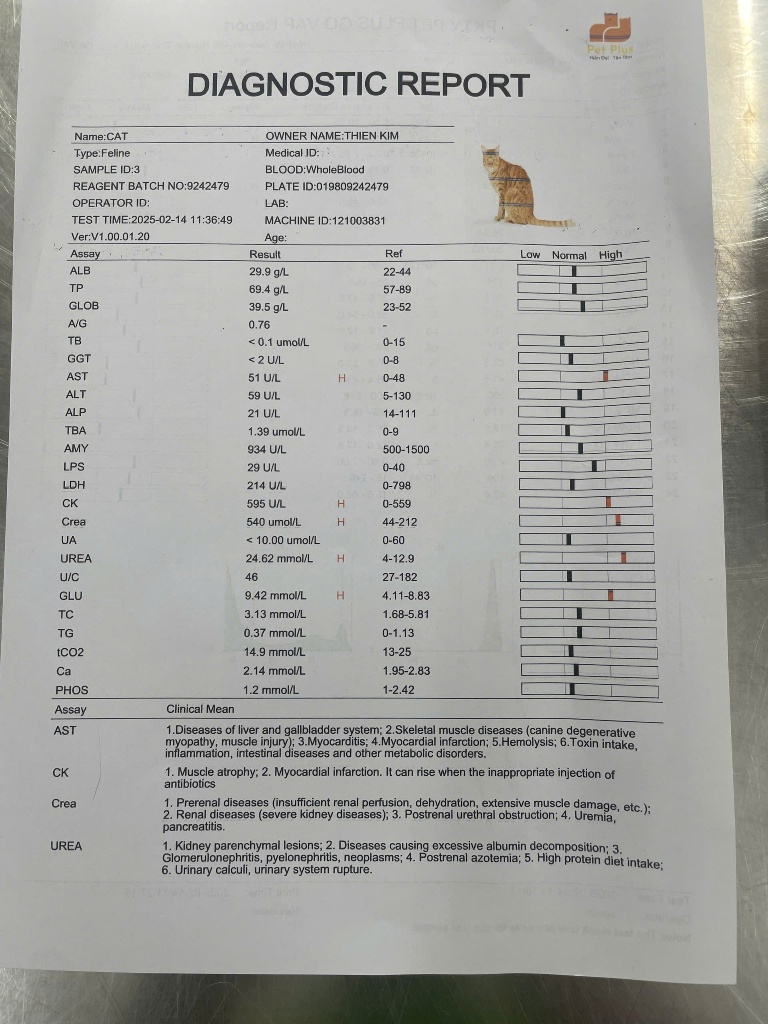 Pet Plus
Hiện Đại Tận Tâm
DIAGNOSTIC REPORT
Name:CAT OWNER NAME:THIEN KIM
Type:Feline Medical ID:
SAMPLE ID:3 BLOOD:WholeBlood
REAGENT BATCH NO:9242479 PLATE ID:019809242479
OPERATOR ID: LAB:
TEST TIME:2025-02-14 11:36:49 MACHINE ID:121003831
Ver:V1.00.01.20 Age:
Assay Result Ref Low Normal High
ALB 29.9 g/L 22-44
TP 69.4 g/L 57-89
GLOB 39.5 g/L 23-52
A/G 0.76 -
TB < 0.1 umol/L 0-15
GGT < 2 U/L 0-8
AST 51 U/L H 0-48
ALT 59 U/L 5-130
ALP 21 U/L 14-111
TBA 1.39 umol/L 0-9
AMY 934 U/L 500-1500
LPS 29 U/L 0-40
LDH 214 U/L 0-798
CK 595 U/L H 0-559
Crea 540 umol/L H 44-212
UA < 10.00 umol/L 0-60
UREA 24.62 mmol/L H 4-12.9
U/C 46 27-182
GLU 9.42 mmol/L H 4.11-8.83
TC 3.13 mmol/L 1.68-5.81
TG 0.37 mmol/L 0-1.13
tCO2 14.9 mmol/L 13-25
Ca 2.14 mmol/L 1.95-2.83
PHOS 1.2 mmol/L 1-2.42
Assay Clinical Mean
AST 1.Diseases of liver and gallbladder system; 2.Skeletal muscle diseases (canine degenerative
myopathy, muscle injury); 3.Myocarditis; 4.Myocardial infarction; 5.Hemolysis; 6.Toxin intake,
inflammation, intestinal diseases and other metabolic disorders.
CK 1. Muscle atrophy; 2. Myocardial infarction. It can rise when the inappropriate injection of
antibiotics
Crea 1. Prerenal diseases (insufficient renal perfusion, dehydration, extensive muscle damage, etc.);
2. Renal diseases (severe kidney diseases); 3. Postrenal urethral obstruction; 4. Uremia,
pancreatitis.
UREA 1. Kidney parenchymal lesions; 2. Diseases causing excessive albumin decomposition; 3.
Glomerulonephritis, pyelonephritis, neoplasms; 4. Postrenal azotemia; 5. High protein diet intake;
6. Urinary calculi, urinary system rupture.